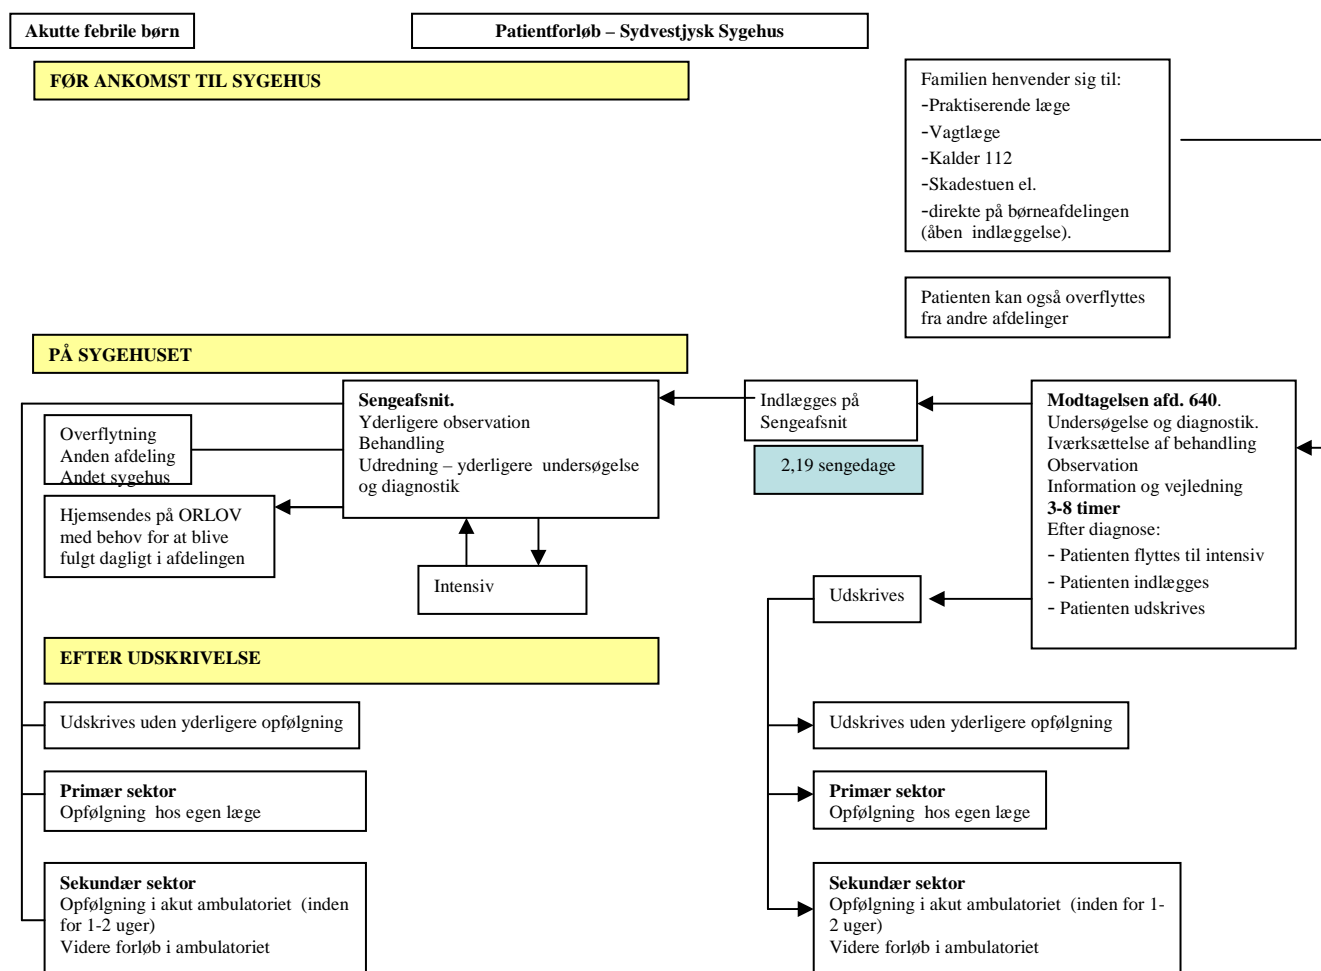 Akutte febrile børn
Patientforløb – Sydvestjysk Sygehus
FØR ANKOMST TIL SYGEHUS
Familien henvender sig til:
-Praktiserende læge
-Vagtlæge
-Kalder 112
-Skadestuen el.
-direkte på børneafdelingen
(åben indlæggelse).
Patienten kan også overflyttes
fra andre afdelinger
PÅ SYGEHUSET
Overflytning
Anden afdeling
Andet sygehus
Hjemsendes på ORLOV
med behov for at blive
fulgt dagligt i afdelingen
Sengeafsnit.
Yderligere observation
Behandling
Udredning – yderligere undersøgelse
og diagnostik
Intensiv
Indlægges på
Sengeafsnit
2,19 sengedage
Modtagelsen afd. 640.
Undersøgelse og diagnostik.
Iværksættelse af behandling
Observation
Information og vejledning
3-8 timer
Efter diagnose:
- Patienten flyttes til intensiv
- Patienten indlægges
- Patienten udskrives
Udskrives
EFTER UDSKRIVELSE
Udskrives uden yderligere opfølgning
Primær sektor
Opfølgning hos egen læge
Sekundær sektor
Opfølgning i akut ambulatoriet (inden
for 1-2 uger)
Videre forløb i ambulatoriet
Udskrives uden yderligere opfølgning
Primær sektor
Opfølgning hos egen læge
Sekundær sektor
Opfølgning i akut ambulatoriet (inden for 1-
2 uger)
Videre forløb i ambulatoriet